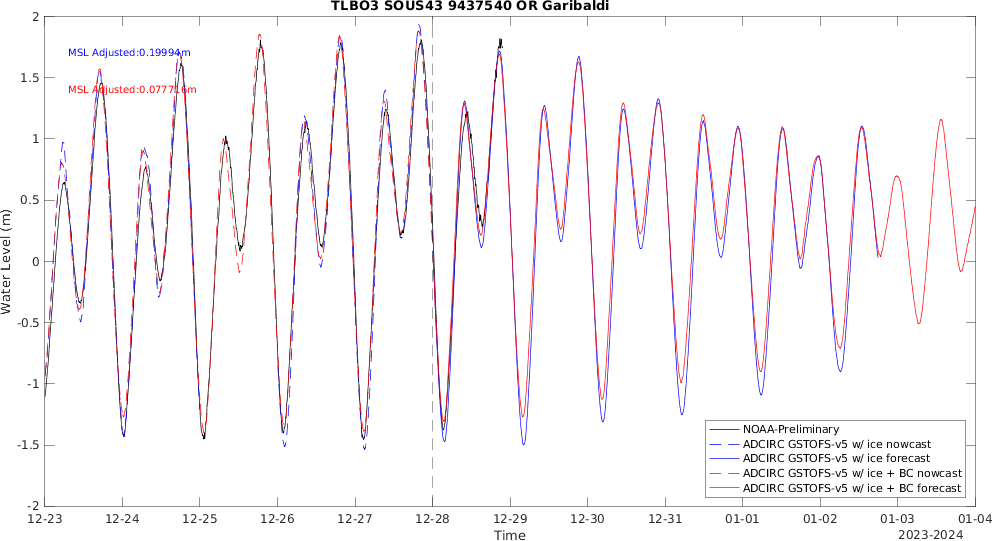 TLBO3 SOUS43 9437540 OR Garibaldi
MSL Adjusted:0.19994m
MSL Adjusted:0.077716m
Water Level (m)
2
1.5
1
0.5
0
-0.5
-1
-1.5
-2
NOAA-Preliminary
ADCIRC GSTOFS-v5 w/ ice nowcast
ADCIRC GSTOFS-v5 w/ ice forecast
ADCIRC GSTOFS-v5 w/ ice + BC nowcast
ADCIRC GSTOFS-v5 w/ ice + BC forecast
12-23 12-24 12-25 12-26 12-27 12-28 12-29 12-30 12-31 01-01 01-02 01-03 01-04
Time
2023-2024